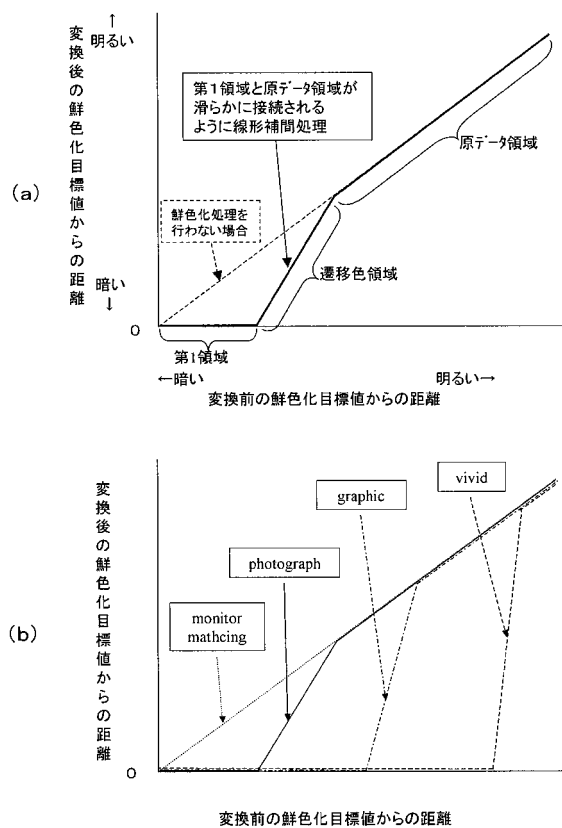 (a)
↑
明るい
変換後の鮮色化目標値からの距離
暗い
↓
0
第1領域と原データ領域が
滑らかに接続される
ように線形補間処理
鮮色化処理を
行わない場合
原データ領域
遷移色領域
第1領域
←暗い
明るい→
変換前の鮮色化目標値からの距離
(b)
変換後の鮮色化目標値からの距離
0
monitor
mathcing
photograph
graphic
vivid
変換前の鮮色化目標値からの距離